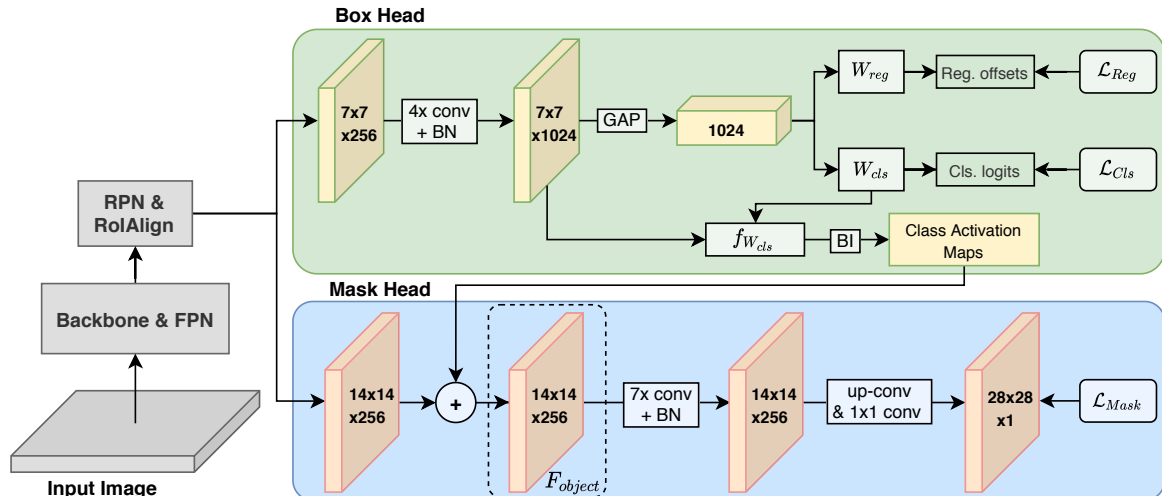 Box Head
7x7
x256
4x conv
+ BN
7x7
x1024
GAP
1024
W_reg
Reg. offsets
ℒ_Reg
W_cls
Cls. logits
ℒ_Cls
f_W_cls
BI
Class Activation
Maps
RPN &
RoIAlign
Backbone & FPN
Input Image
Mask Head
14x14
x256
+
14x14
x256
F_object
7x conv
+ BN
14x14
x256
up-conv
& 1x1 conv
28x28
x1
ℒ_Mask